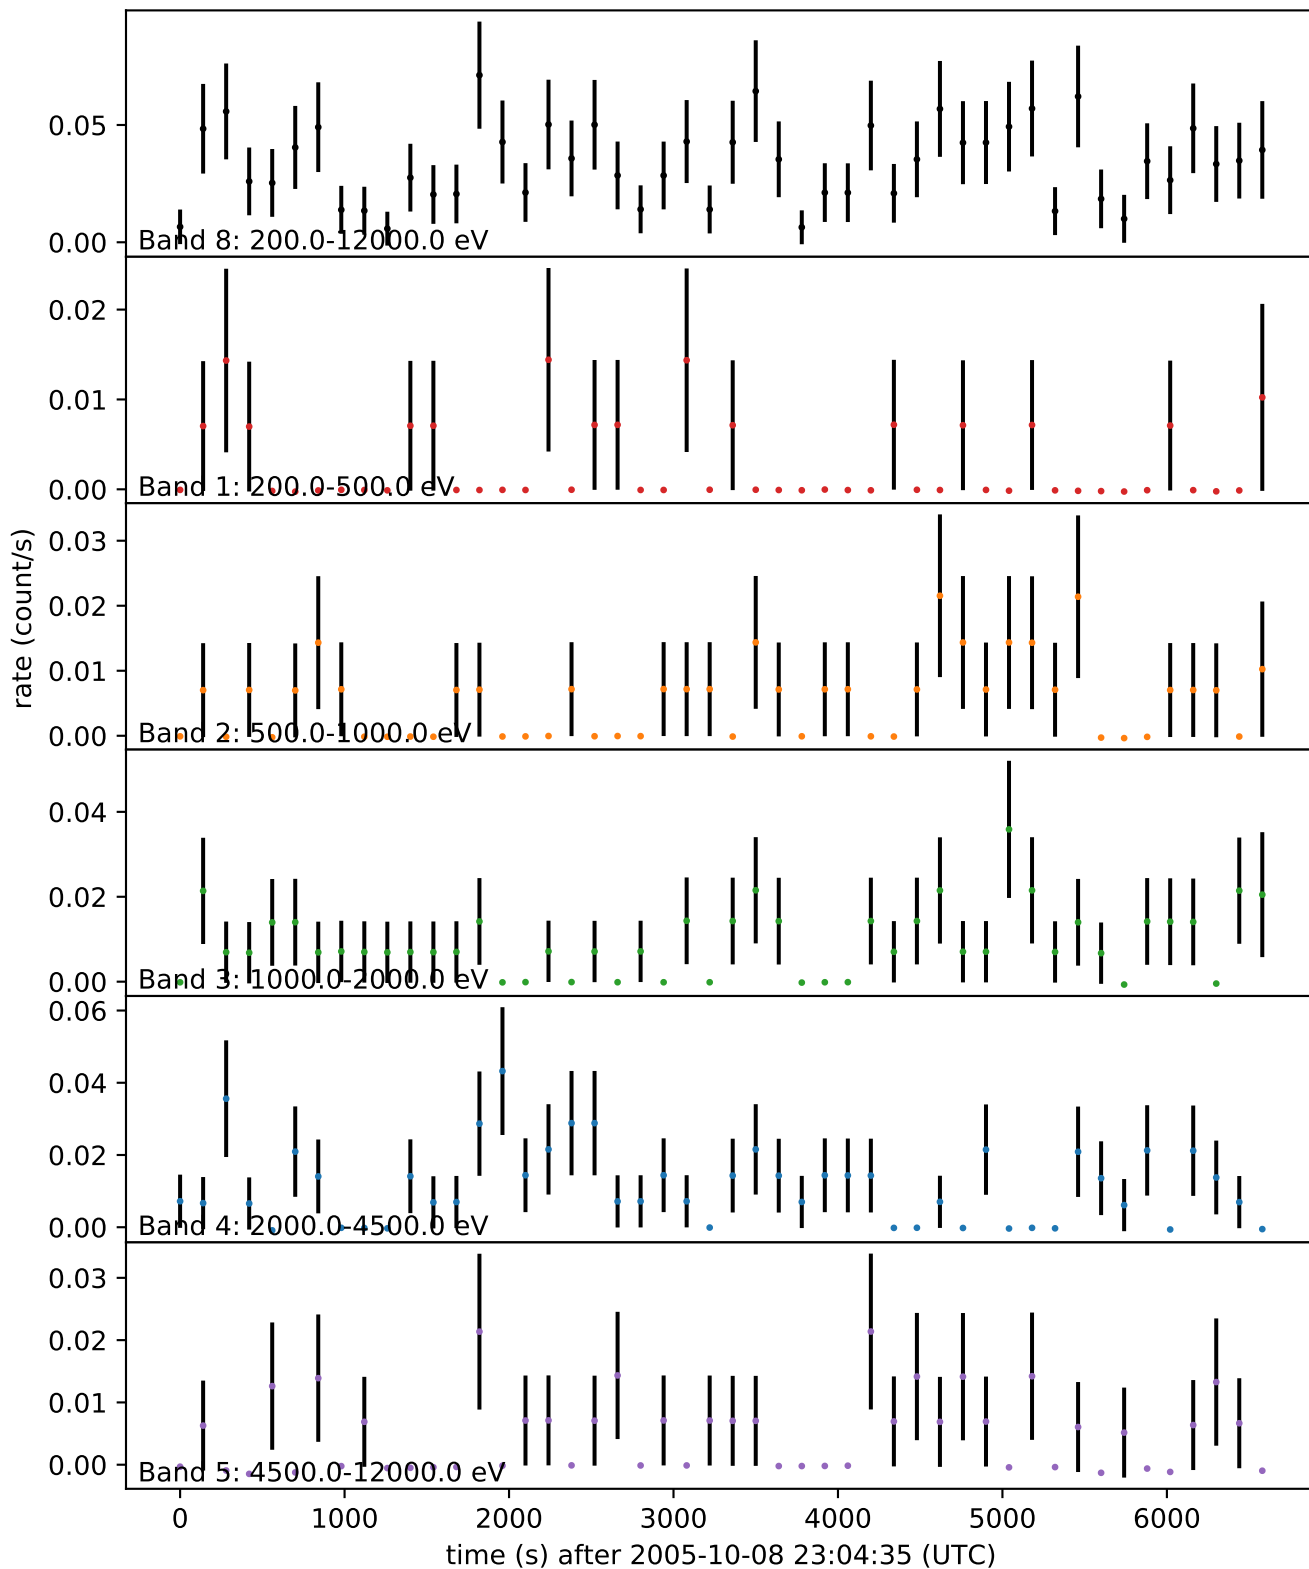 0.05
0.00
Band 8: 200.0-12000.0 eV
0.02
0.01
0.00
Band 1: 200.0-500.0 eV
0.03
0.02
0.01
0.00
Band 2: 500.0-1000.0 eV
rate (count/s)
0.04
0.02
0.00
Band 3: 1000.0-2000.0 eV
0.06
0.04
0.02
0.00
Band 4: 2000.0-4500.0 eV
0.03
0.02
0.01
0.00
Band 5: 4500.0-12000.0 eV
0 1000 2000 3000 4000 5000 6000
time (s) after 2005-10-08 23:04:35 (UTC)